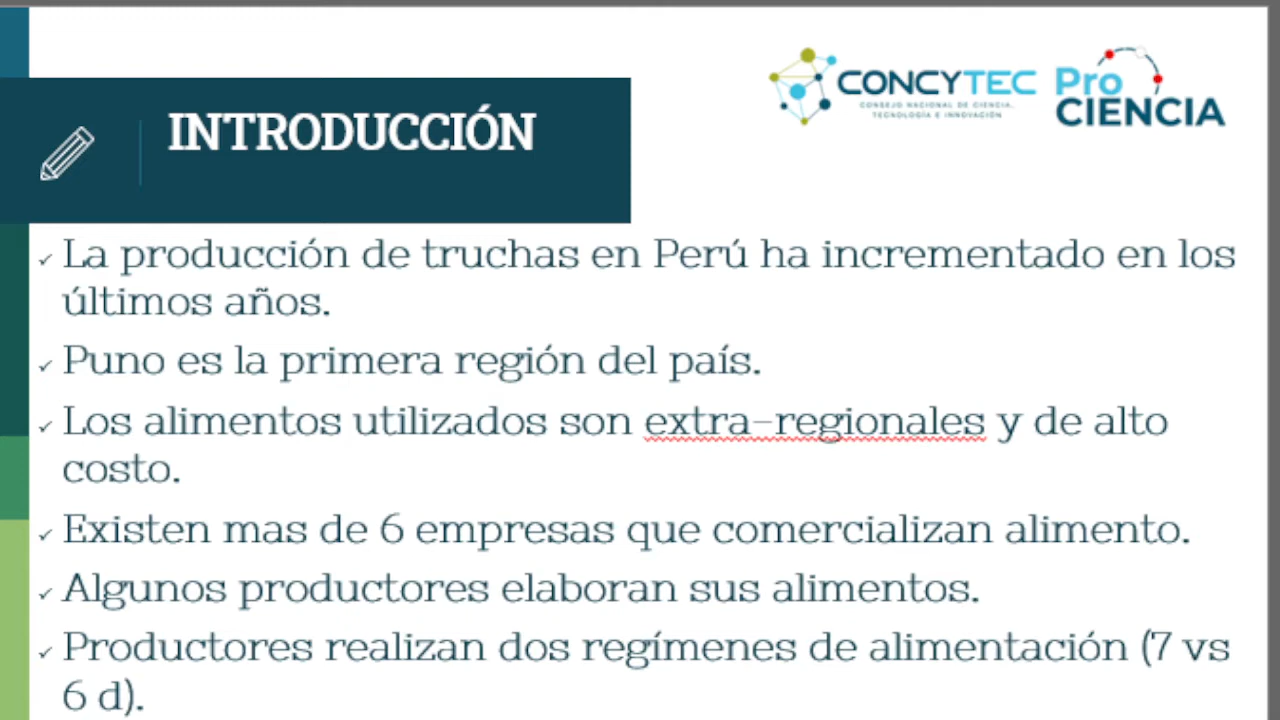 CONCYTEC
CONSEJO NACIONAL DE CIENCIA,
TECNOLOGÍA E INNOVACIÓN
Pro
CIENCIA
INTRODUCCIÓN
✓ La producción de truchas en Perú ha incrementado en los
últimos años.
✓ Puno es la primera región del país.
✓ Los alimentos utilizados son extra-regionales y de alto
costo.
✓ Existen mas de 6 empresas que comercializan alimento.
✓ Algunos productores elaboran sus alimentos.
✓ Productores realizan dos regímenes de alimentación (7 vs
6 d).